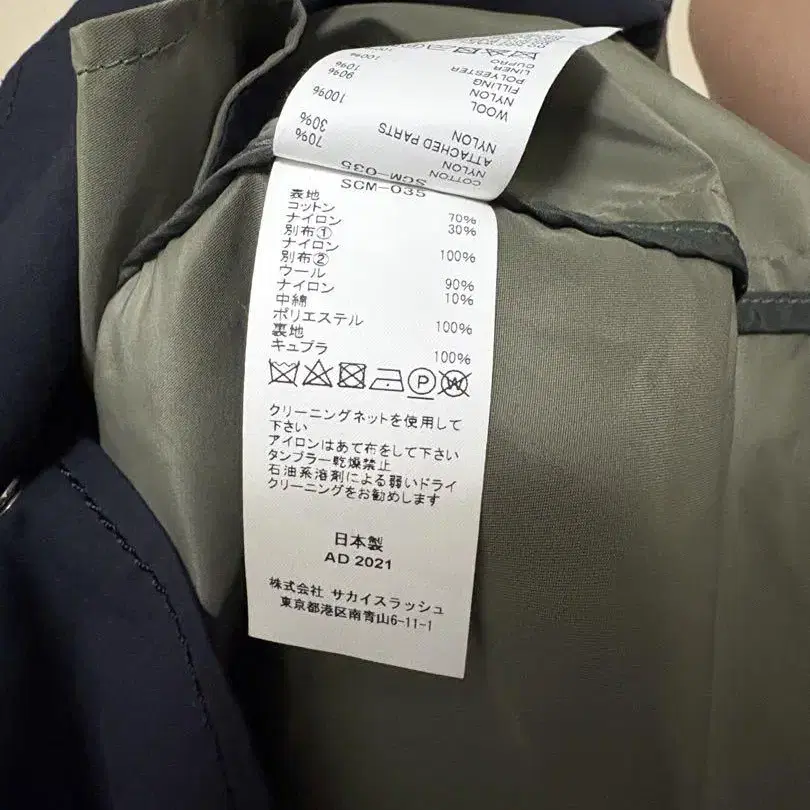 CUPRO
LINER 100%
POLYESTER
FILLING 10%
NYLON 90%
WOOL
NYLON 100%
ATTACHED PARTS
NYLON 30%
COTTON 70%
SCM-035
SCM-035
表地
コットン 70%
ナイロン 30%
別布①
ナイロン 100%
別布②
ウール 90%
ナイロン 10%
中綿
ポリエステル 100%
裏地
キュプラ 100%
クリーニングネットを使用して
下さい
アイロンはあて布をして下さい
タンブラー乾燥禁止
石油系溶剤による弱いドライ
クリーニングをお勧めします
日本製
AD 2021
株式会社 サカイスラッシュ
東京都港区南青山6-11-1